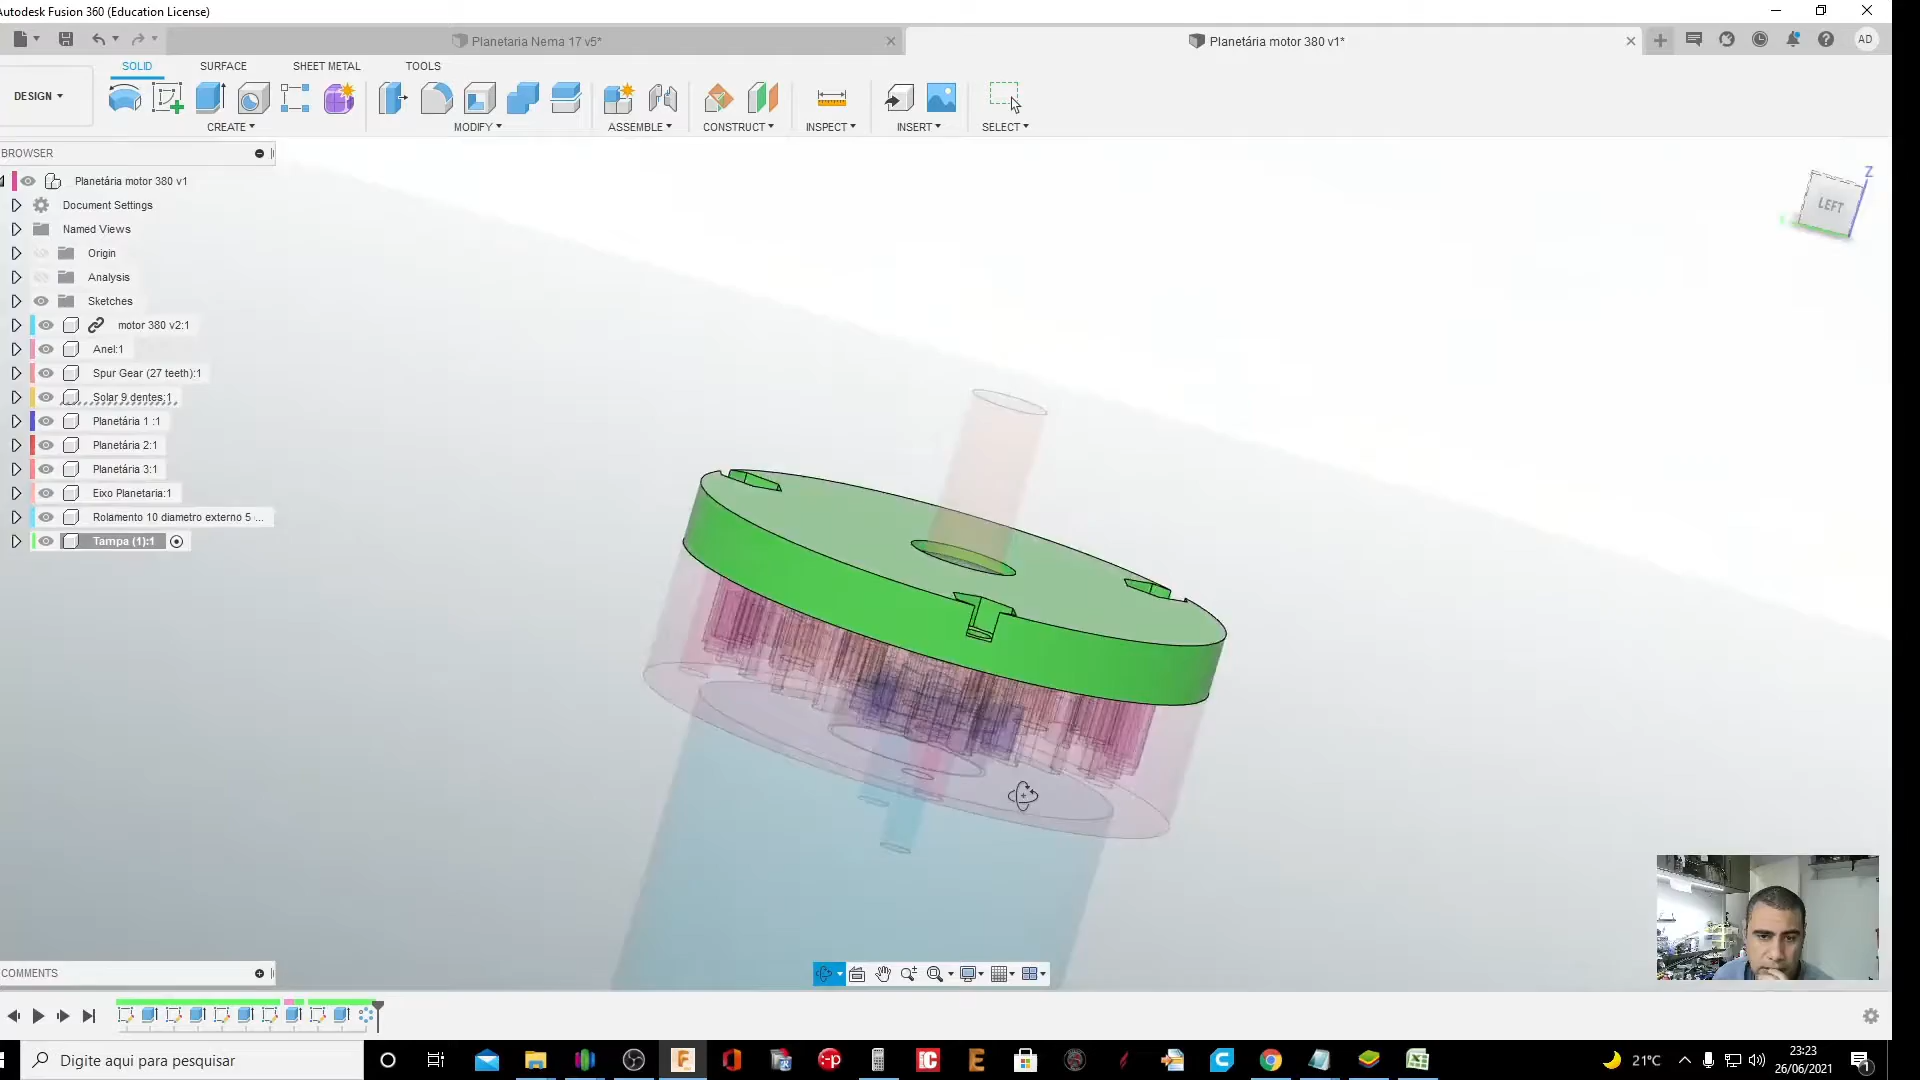 Autodesk Fusion 360 (Education License)
Planetaria Nema 17 v5*
Planetária motor 380 v1*
AD
SOLID
SURFACE
SHEET METAL
TOOLS
DESIGN
CREATE
MODIFY
ASSEMBLE
CONSTRUCT
INSPECT
INSERT
SELECT
BROWSER
Planetária motor 380 v1
Document Settings
Named Views
Origin
Analysis
Sketches
motor 380 v2:1
Anel:1
Spur Gear (27 teeth):1
Solar 9 dentes:1
Planetária 1 :1
Planetária 2:1
Planetária 3:1
Eixo Planetaria:1
Rolamento 10 diametro externo 5 ...
Tampa (1):1
Z
LEFT
COMMENTS
Digite aqui para pesquisar
21°C
23:23
26/06/2021
1